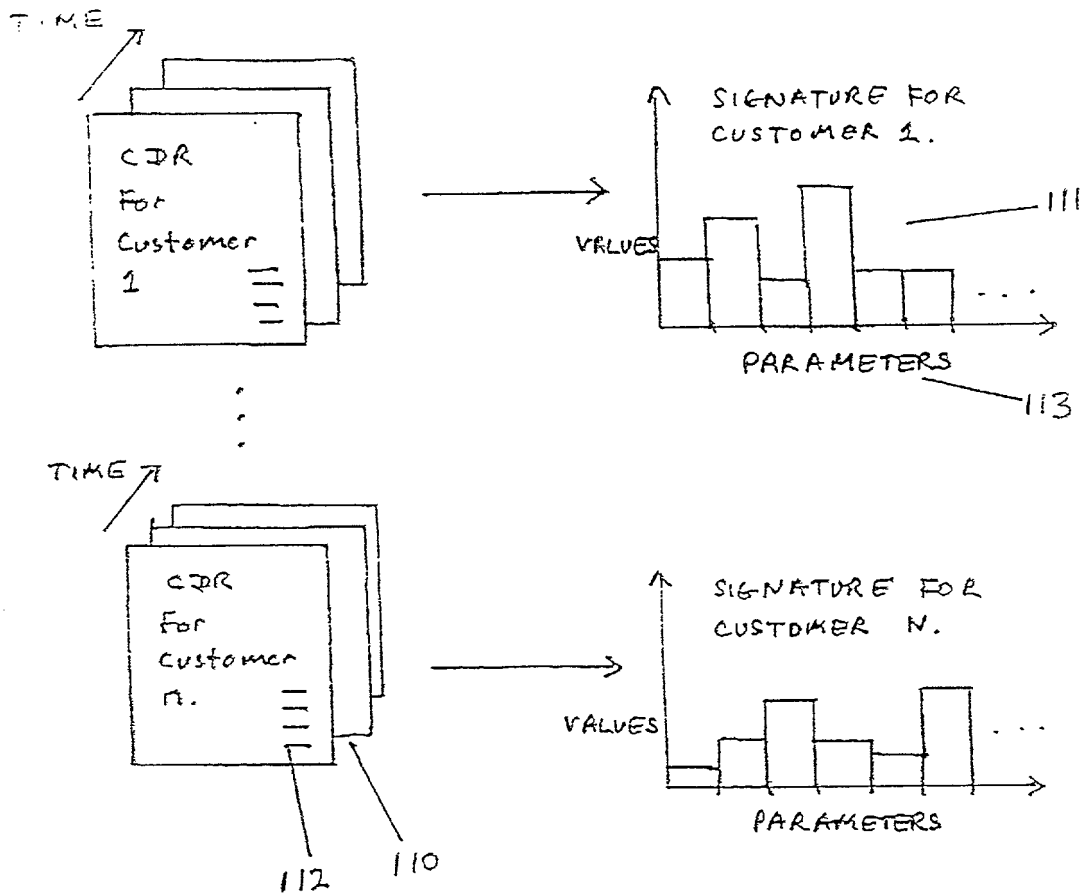 TIME
CDR
For
Customer
1
SIGNATURE FOR
CUSTOMER 1.
VALUES
111
. . .
PARAMETERS
113
TIME
CDR
For
Customer
n.
SIGNATURE FOR
CUSTOMER N.
VALUES
. . .
PARAMETERS
112
110